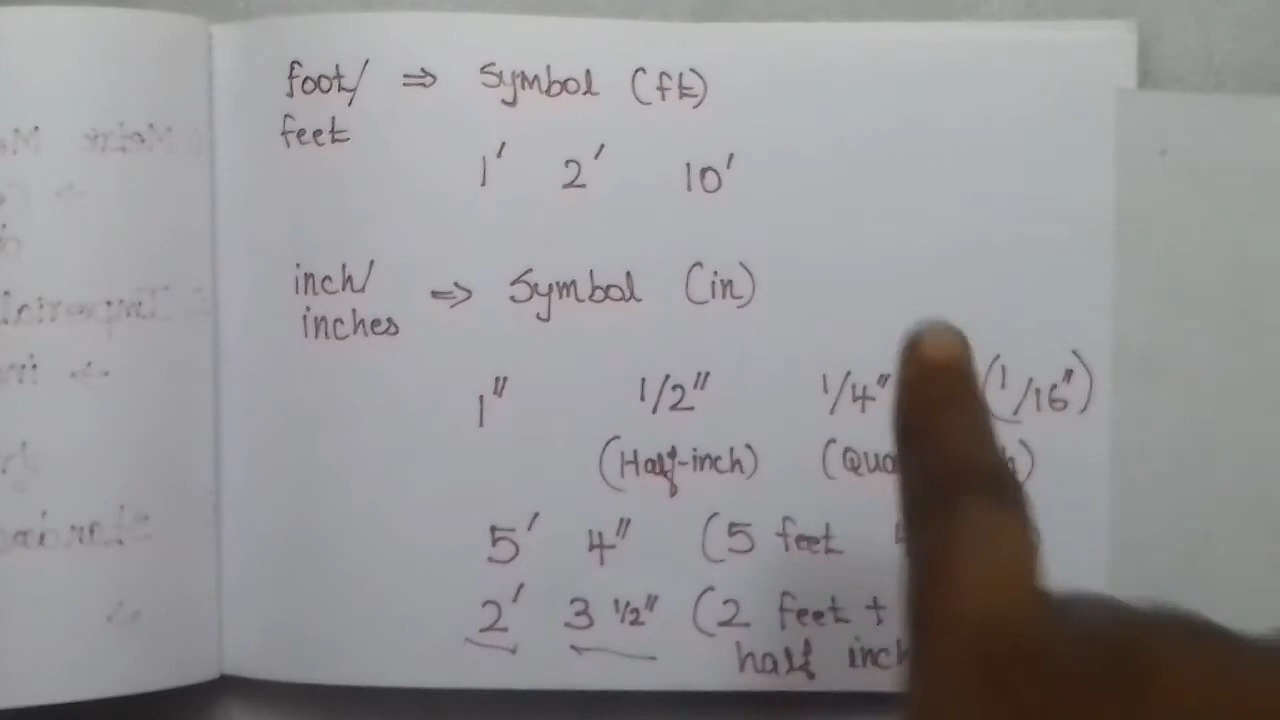 foot/ ⇒ Symbol (ft)
feet
1' 2' 10'
inch/ ⇒ Symbol (in)
inches
1" 1/2" 1/4" (1/16")
(Half-inch)
5' 4" (5 feet
2' 3 1/2" (2 feet +
half inch